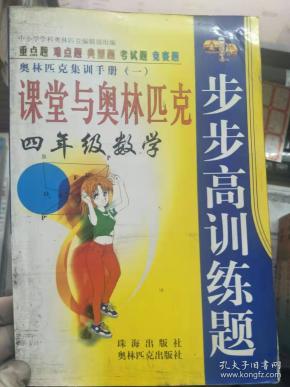 中小学学科奥林匹克编辑部组编
重点题 难点题 典型题 考试题 竞赛题
奥林匹克集训手册（一）
课堂与奥林匹克
四年级数学
步步高训练题
珠海出版社
奥林匹克出版社
孔夫子旧书网